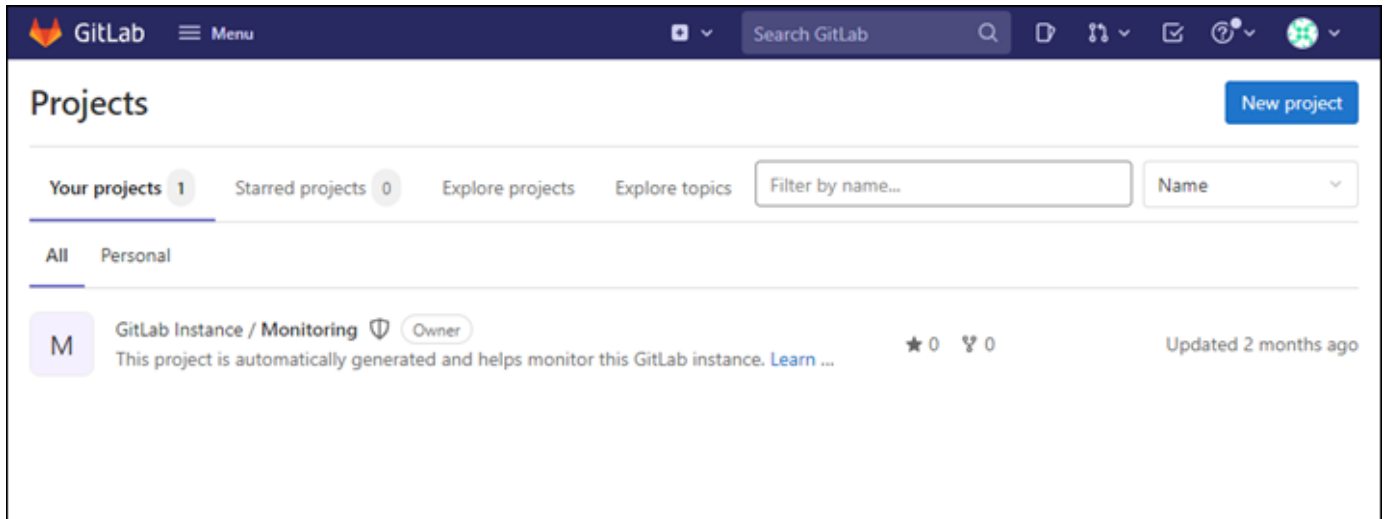 GitLab Menu Search GitLab
Projects New project
Your projects 1 Starred projects 0 Explore projects Explore topics Filter by name... Name
All Personal
M
GitLab Instance / Monitoring Owner
This project is automatically generated and helps monitor this GitLab instance. Learn ...
0 0 Updated 2 months ago